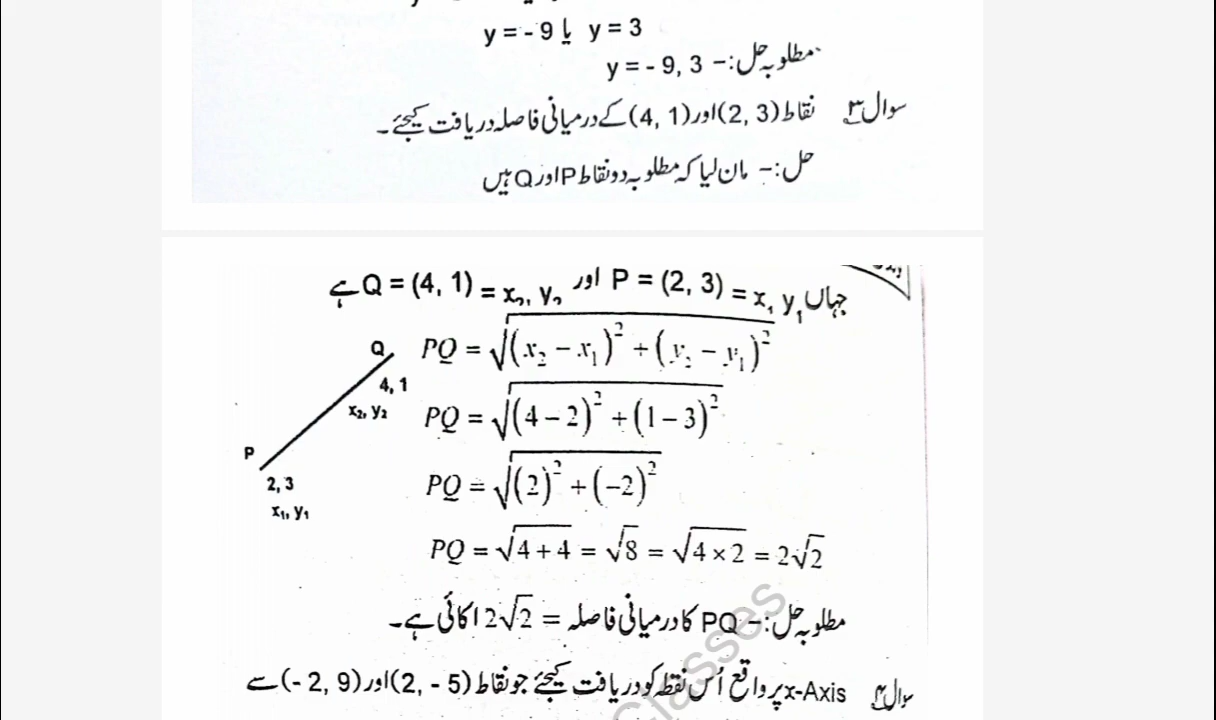 y = - 9 یا y = 3
مطلوبہ حل :– y = - 9, 3
سوال ۳ نقاط (2, 3) اور (4, 1) کے درمیانی فاصلہ دریافت کیجئے۔
حل :– مان لیا کہ مطلوبہ دو نقاط P اور Q ہیں
جہاں P = (2, 3) = x₁ y₁ اور Q = (4, 1) = x₂, y₂ ہے
PQ = √((x₂ − x₁)² + (y₂ − y₁)²)
Q
4, 1
x₂, y₂
PQ = √((4 − 2)² + (1 − 3)²)
P
2, 3
x₁, y₁
PQ = √((2)² + (−2)²)
PQ = √(4 + 4) = √8 = √(4 × 2) = 2√2
مطلوبہ حل :– PQ کا درمیانی فاصلہ = 2√2 اکائی ہے۔
سوال ۴ x-Axis پر واقع اُس نقطہ کو دریافت کیجئے جو نقاط (2, - 5) اور (- 2, 9) سے
Classes